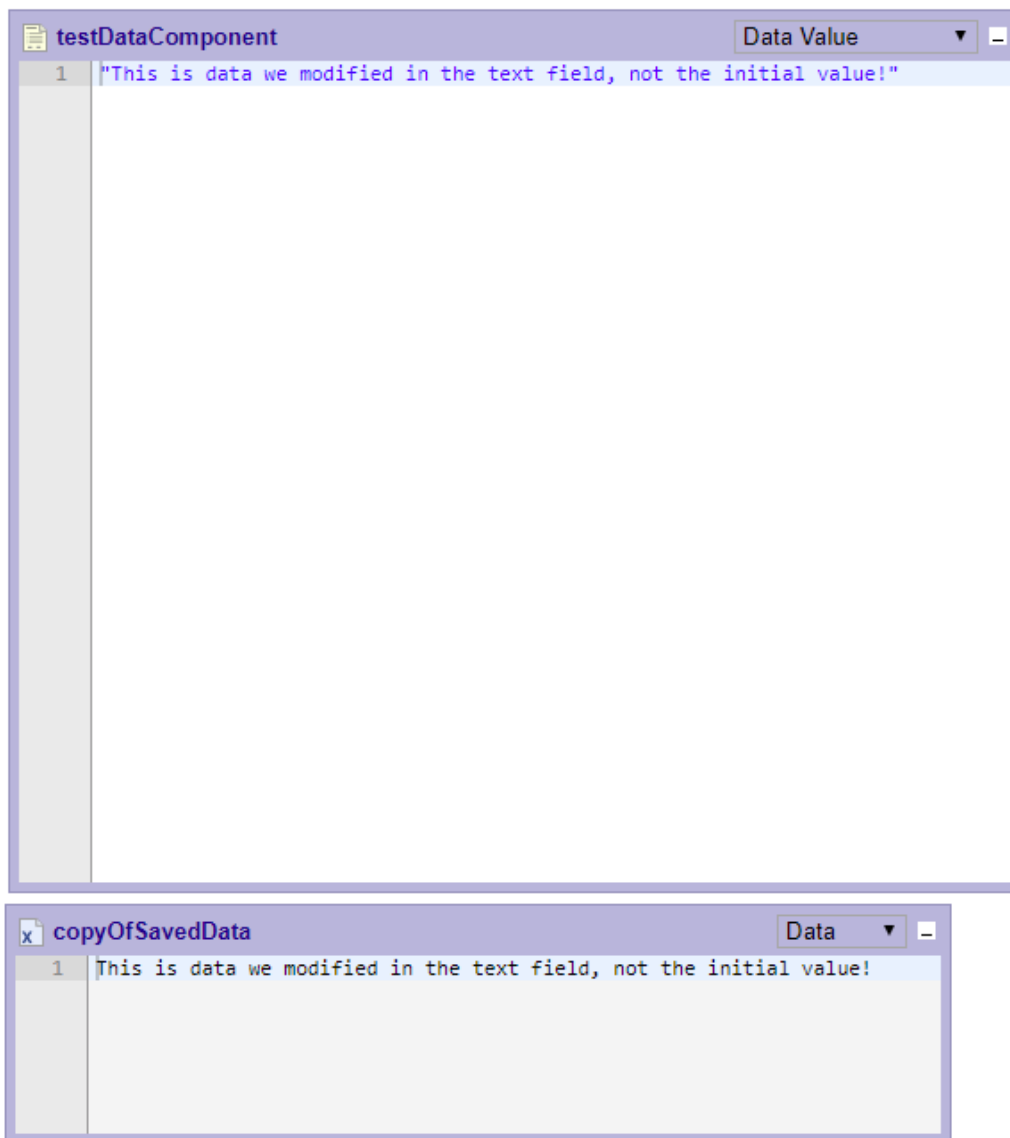 testDataComponent Data Value
1 "This is data we modified in the text field, not the initial value!"
copyOfSavedData Data
1 This is data we modified in the text field, not the initial value!